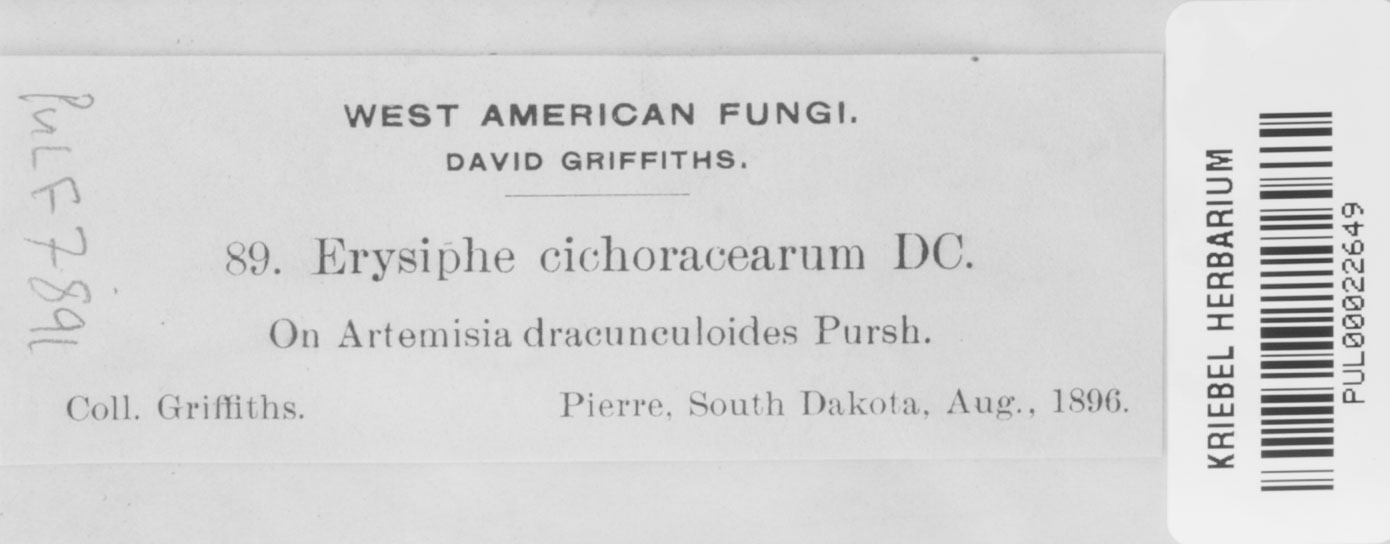 WEST AMERICAN FUNGI.
DAVID GRIFFITHS.
89. Erysiphe cichoracearum DC.
On Artemisia dracunculoides Pursh.
Coll. Griffiths.
Pierre, South Dakota, Aug., 1896.
PUL F7891
KRIEBEL HERBARIUM
PUL00022649